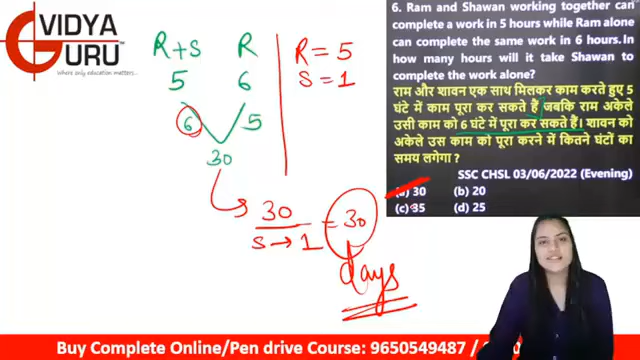 VIDYA
GURU
Where only education matters...
R+S R
5 6
6 5
30
R = 5
S = 1
30
S → 1
= 30
days
6. Ram and Shawan working together can
complete a work in 5 hours while Ram alone
can complete the same work in 6 hours. In
how many hours will it take Shawan to
complete the work alone?
राम और शावन एक साथ मिलकर काम करते हुए 5
घंटे में काम पूरा कर सकते हैं जबकि राम अकेले
उसी काम को 6 घंटे में पूरा कर सकते हैं। शावन को
अकेले उस काम को पूरा करने में कितने घंटों का
समय लगेगा ?
SSC CHSL 03/06/2022 (Evening)
(a) 30 (b) 20
(c) 35 (d) 25
Buy Complete Online/Pen drive Course: 9650549487 /